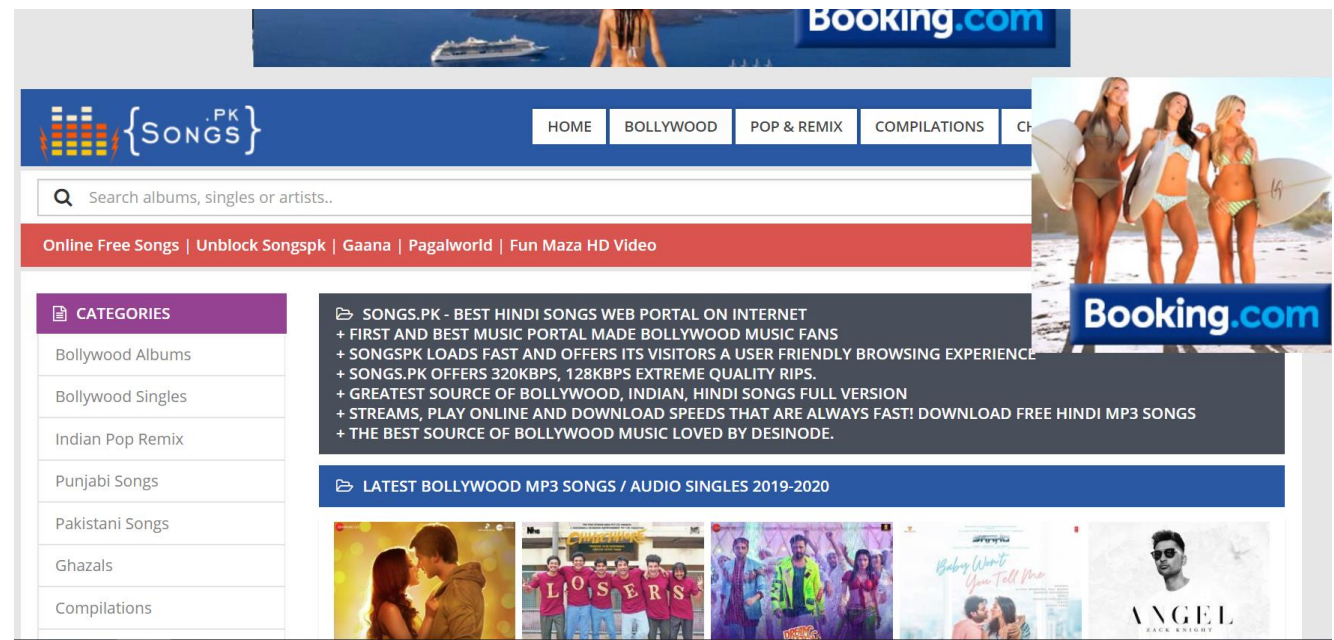 Booking.com
.PK
{SONGS}
HOME
BOLLYWOOD
POP & REMIX
COMPILATIONS
Search albums, singles or artists..
Online Free Songs | Unblock Songspk | Gaana | Pagalworld | Fun Maza HD Video
Booking.com
CATEGORIES
Bollywood Albums
Bollywood Singles
Indian Pop Remix
Punjabi Songs
Pakistani Songs
Ghazals
Compilations
SONGS.PK - BEST HINDI SONGS WEB PORTAL ON INTERNET
+ FIRST AND BEST MUSIC PORTAL MADE BOLLYWOOD MUSIC FANS
+ SONGSPK LOADS FAST AND OFFERS ITS VISITORS A USER FRIENDLY BROWSING EXPERIENCE
+ SONGS.PK OFFERS 320KBPS, 128KBPS EXTREME QUALITY RIPS.
+ GREATEST SOURCE OF BOLLYWOOD, INDIAN, HINDI SONGS FULL VERSION
+ STREAMS, PLAY ONLINE AND DOWNLOAD SPEEDS THAT ARE ALWAYS FAST! DOWNLOAD FREE HINDI MP3 SONGS
+ THE BEST SOURCE OF BOLLYWOOD MUSIC LOVED BY DESINODE.
LATEST BOLLYWOOD MP3 SONGS / AUDIO SINGLES 2019-2020
CHHICHHORE
LOSERS
SAAHO
Baby Won't
You Tell Me
ANGEL
ZACK KNIGHT